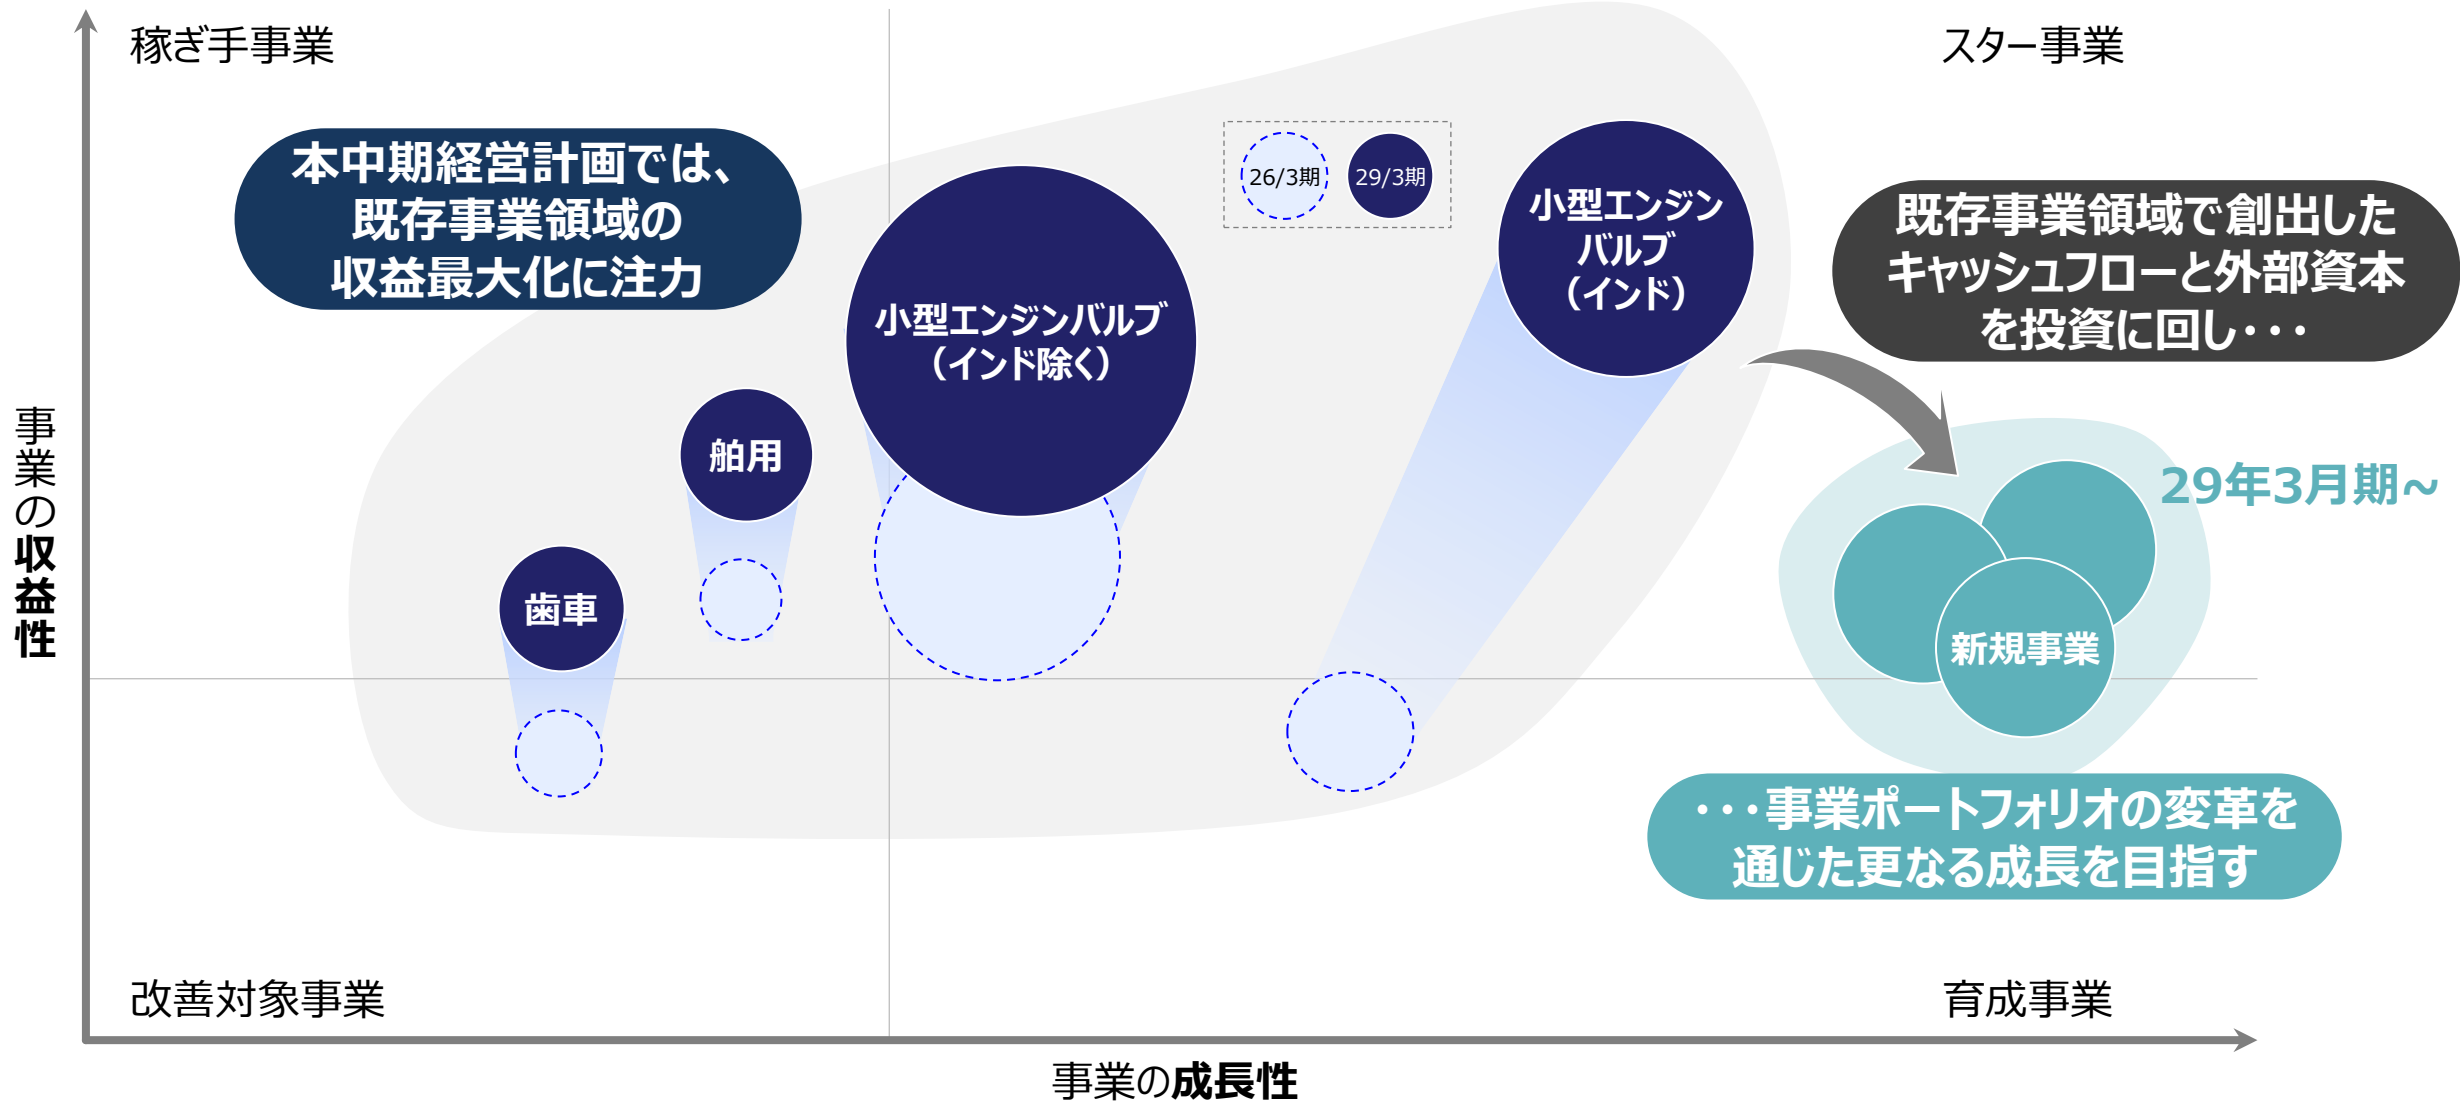 稼ぎ手事業
スター事業
本中期経営計画では、
既存事業領域の
収益最大化に注力
26/3期
29/3期
小型エンジン
バルブ
（インド）
既存事業領域で創出した
キャッシュフローと外部資本
を投資に回し・・・
小型エンジンバルブ
（インド除く）
舶用
歯車
事業の収益性
29年3月期~
新規事業
・・・事業ポートフォリオの変革を
通じた更なる成長を目指す
改善対象事業
育成事業
事業の成長性